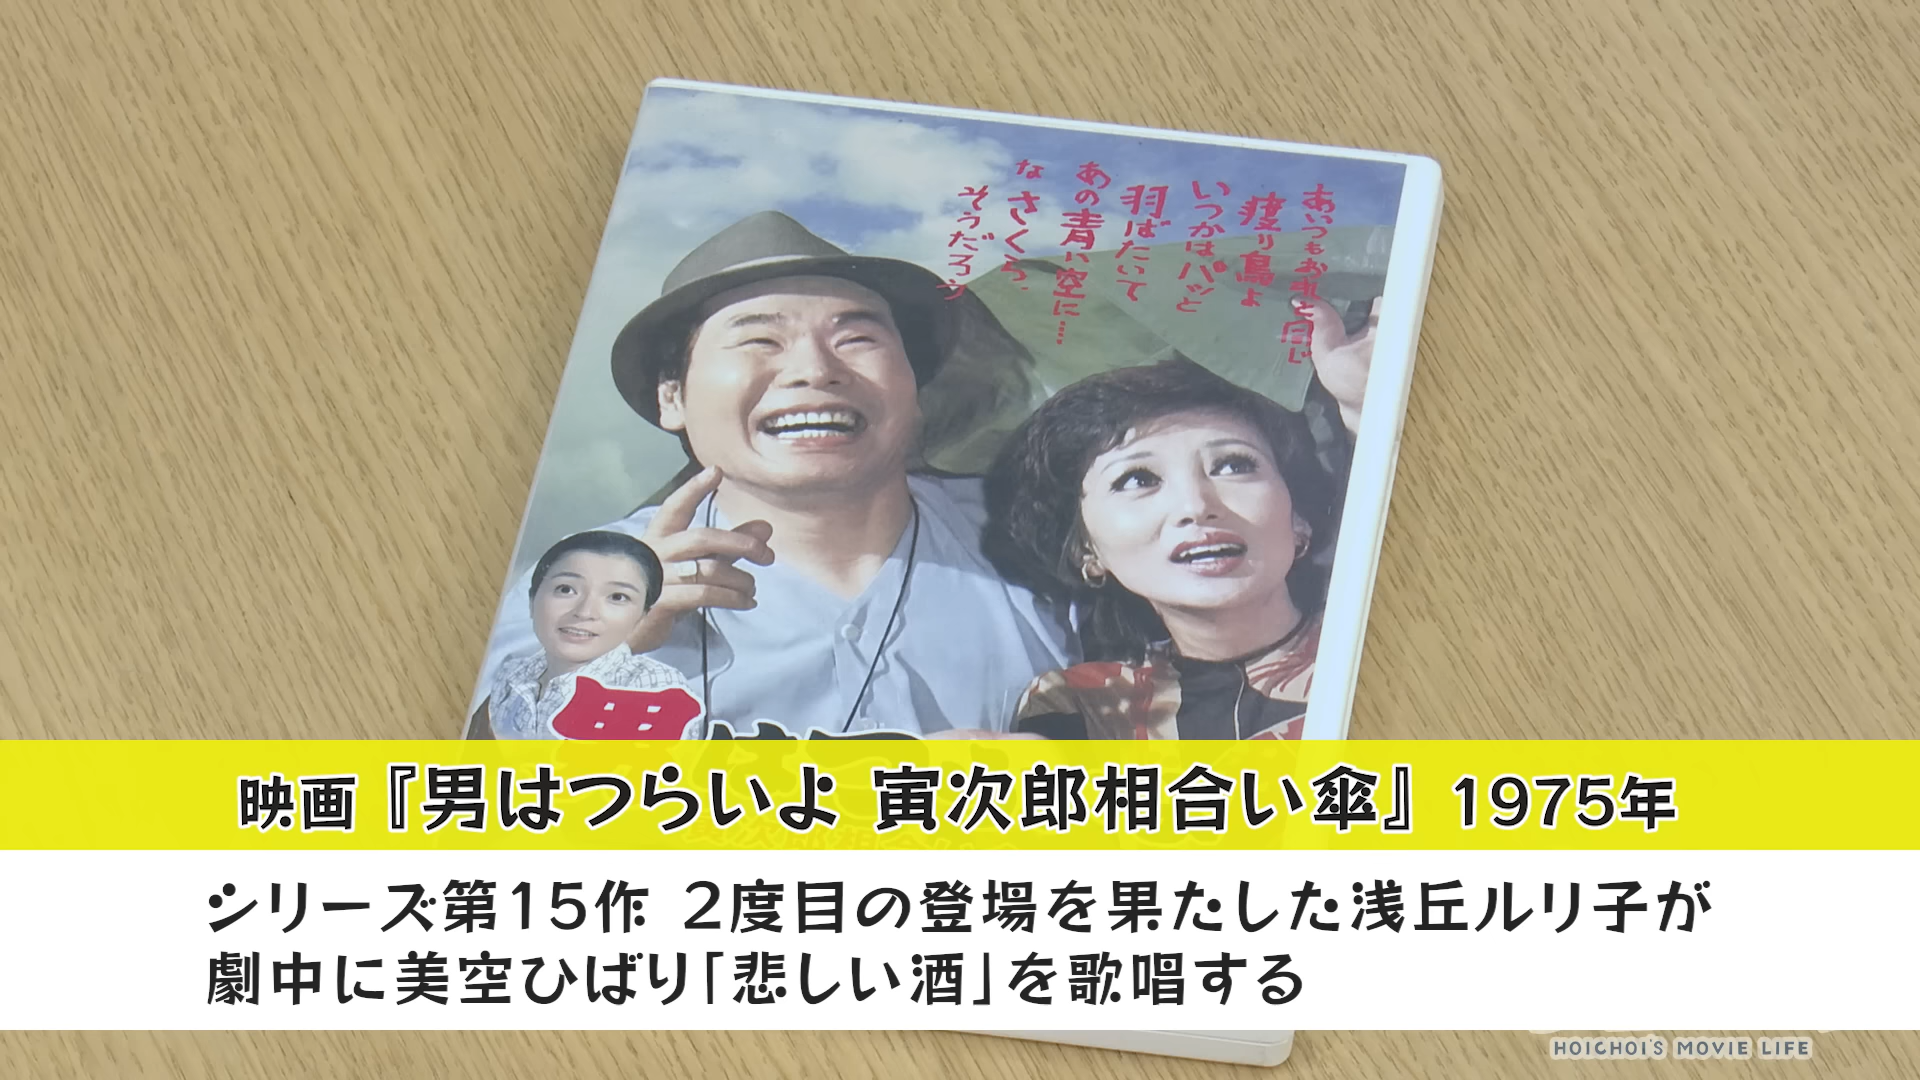 あいつもおれと同じ
渡り鳥よ
いつかはパッと
羽ばたいて
あの青い空に…
な さくら、
そうだろう
映画『男はつらいよ 寅次郎相合い傘』1975年
シリーズ第15作 2度目の登場を果たした浅丘ルリ子が
劇中に美空ひばり「悲しい酒」を歌唱する
HOICHOI'S MOVIE LIFE